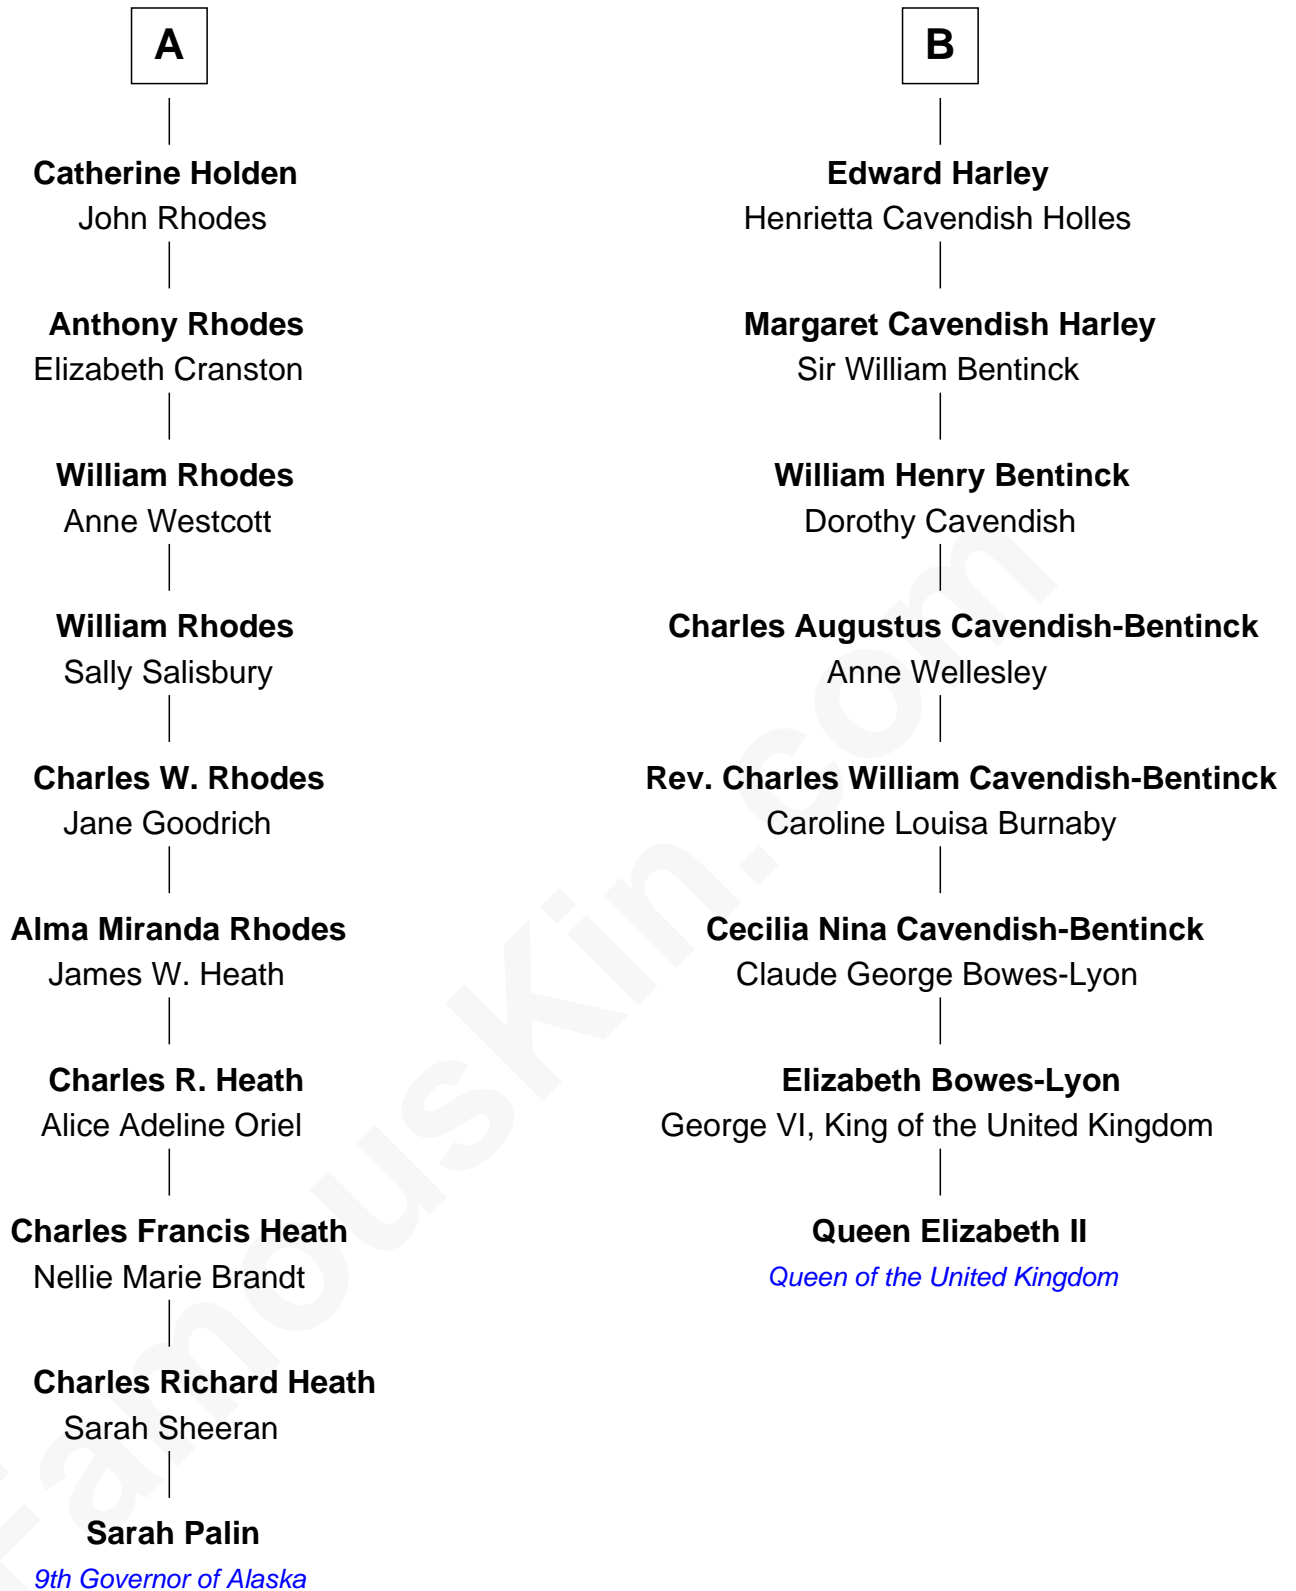 A
Catherine Holden
John Rhodes
Anthony Rhodes
Elizabeth Cranston
William Rhodes
Anne Westcott
William Rhodes
Sally Salisbury
Charles W. Rhodes
Jane Goodrich
Alma Miranda Rhodes
James W. Heath
Charles R. Heath
Alice Adeline Oriel
Charles Francis Heath
Nellie Marie Brandt
Charles Richard Heath
Sarah Sheeran
Sarah Palin
9th Governor of Alaska
B
Edward Harley
Henrietta Cavendish Holles
Margaret Cavendish Harley
Sir William Bentinck
William Henry Bentinck
Dorothy Cavendish
Charles Augustus Cavendish-Bentinck
Anne Wellesley
Rev. Charles William Cavendish-Bentinck
Caroline Louisa Burnaby
Cecilia Nina Cavendish-Bentinck
Claude George Bowes-Lyon
Elizabeth Bowes-Lyon
George VI, King of the United Kingdom
Queen Elizabeth II
Queen of the United Kingdom
FamousKin.com